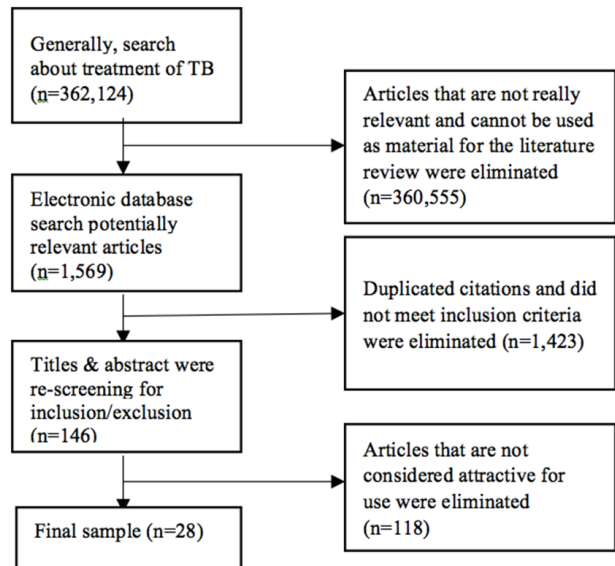 Generally, search
about treatment of TB
(n=362,124)
Articles that are not really
relevant and cannot be used
as material for the literature
review were eliminated
(n=360,555)
Electronic database
search potentially
relevant articles
(n=1,569)
Duplicated citations and did
not meet inclusion criteria
were eliminated (n=1,423)
Titles & abstract were
re-screening for
inclusion/exclusion
(n=146)
Articles that are not
considered attractive for
use were eliminated
(n=118)
Final sample (n=28)